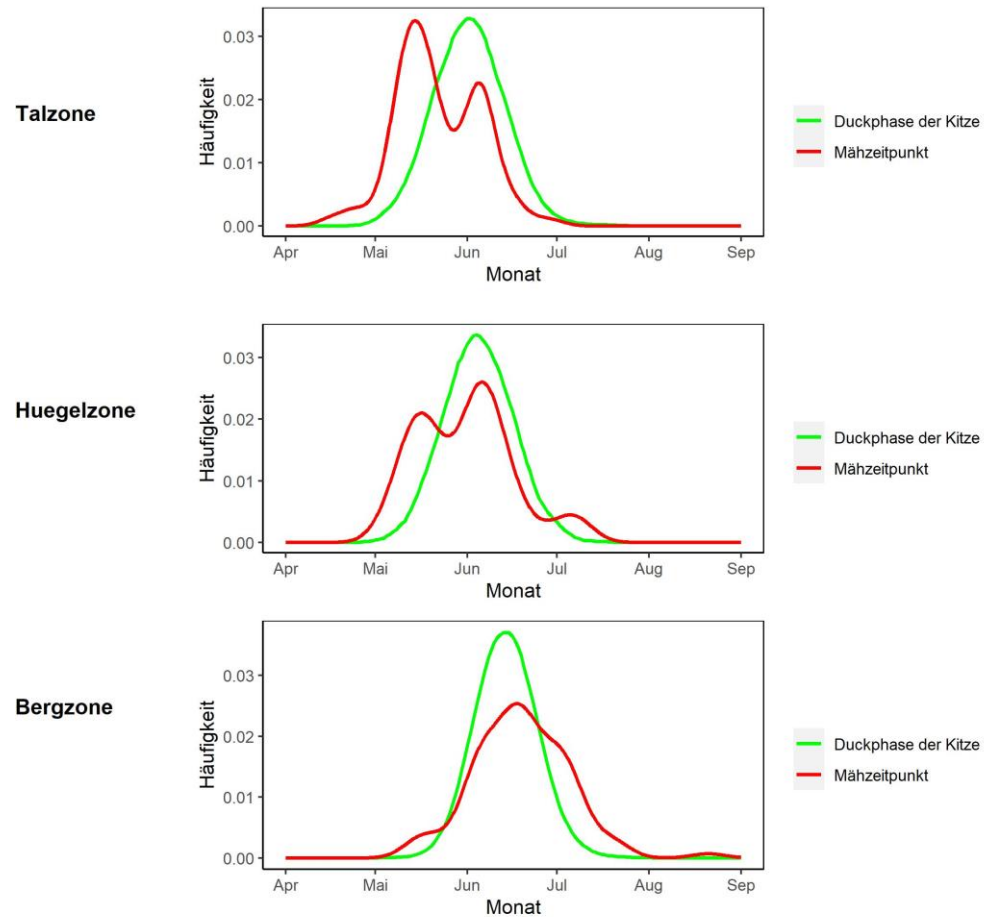 Talzone
Häufigkeit
0.03
0.02
0.01
0.00
Apr Mai Jun Jul Aug Sep
Monat
Duckphase der Kitze
Mähzeitpunkt
Huegelzone
Häufigkeit
0.03
0.02
0.01
0.00
Apr Mai Jun Jul Aug Sep
Monat
Duckphase der Kitze
Mähzeitpunkt
Bergzone
Häufigkeit
0.03
0.02
0.01
0.00
Apr Mai Jun Jul Aug Sep
Monat
Duckphase der Kitze
Mähzeitpunkt